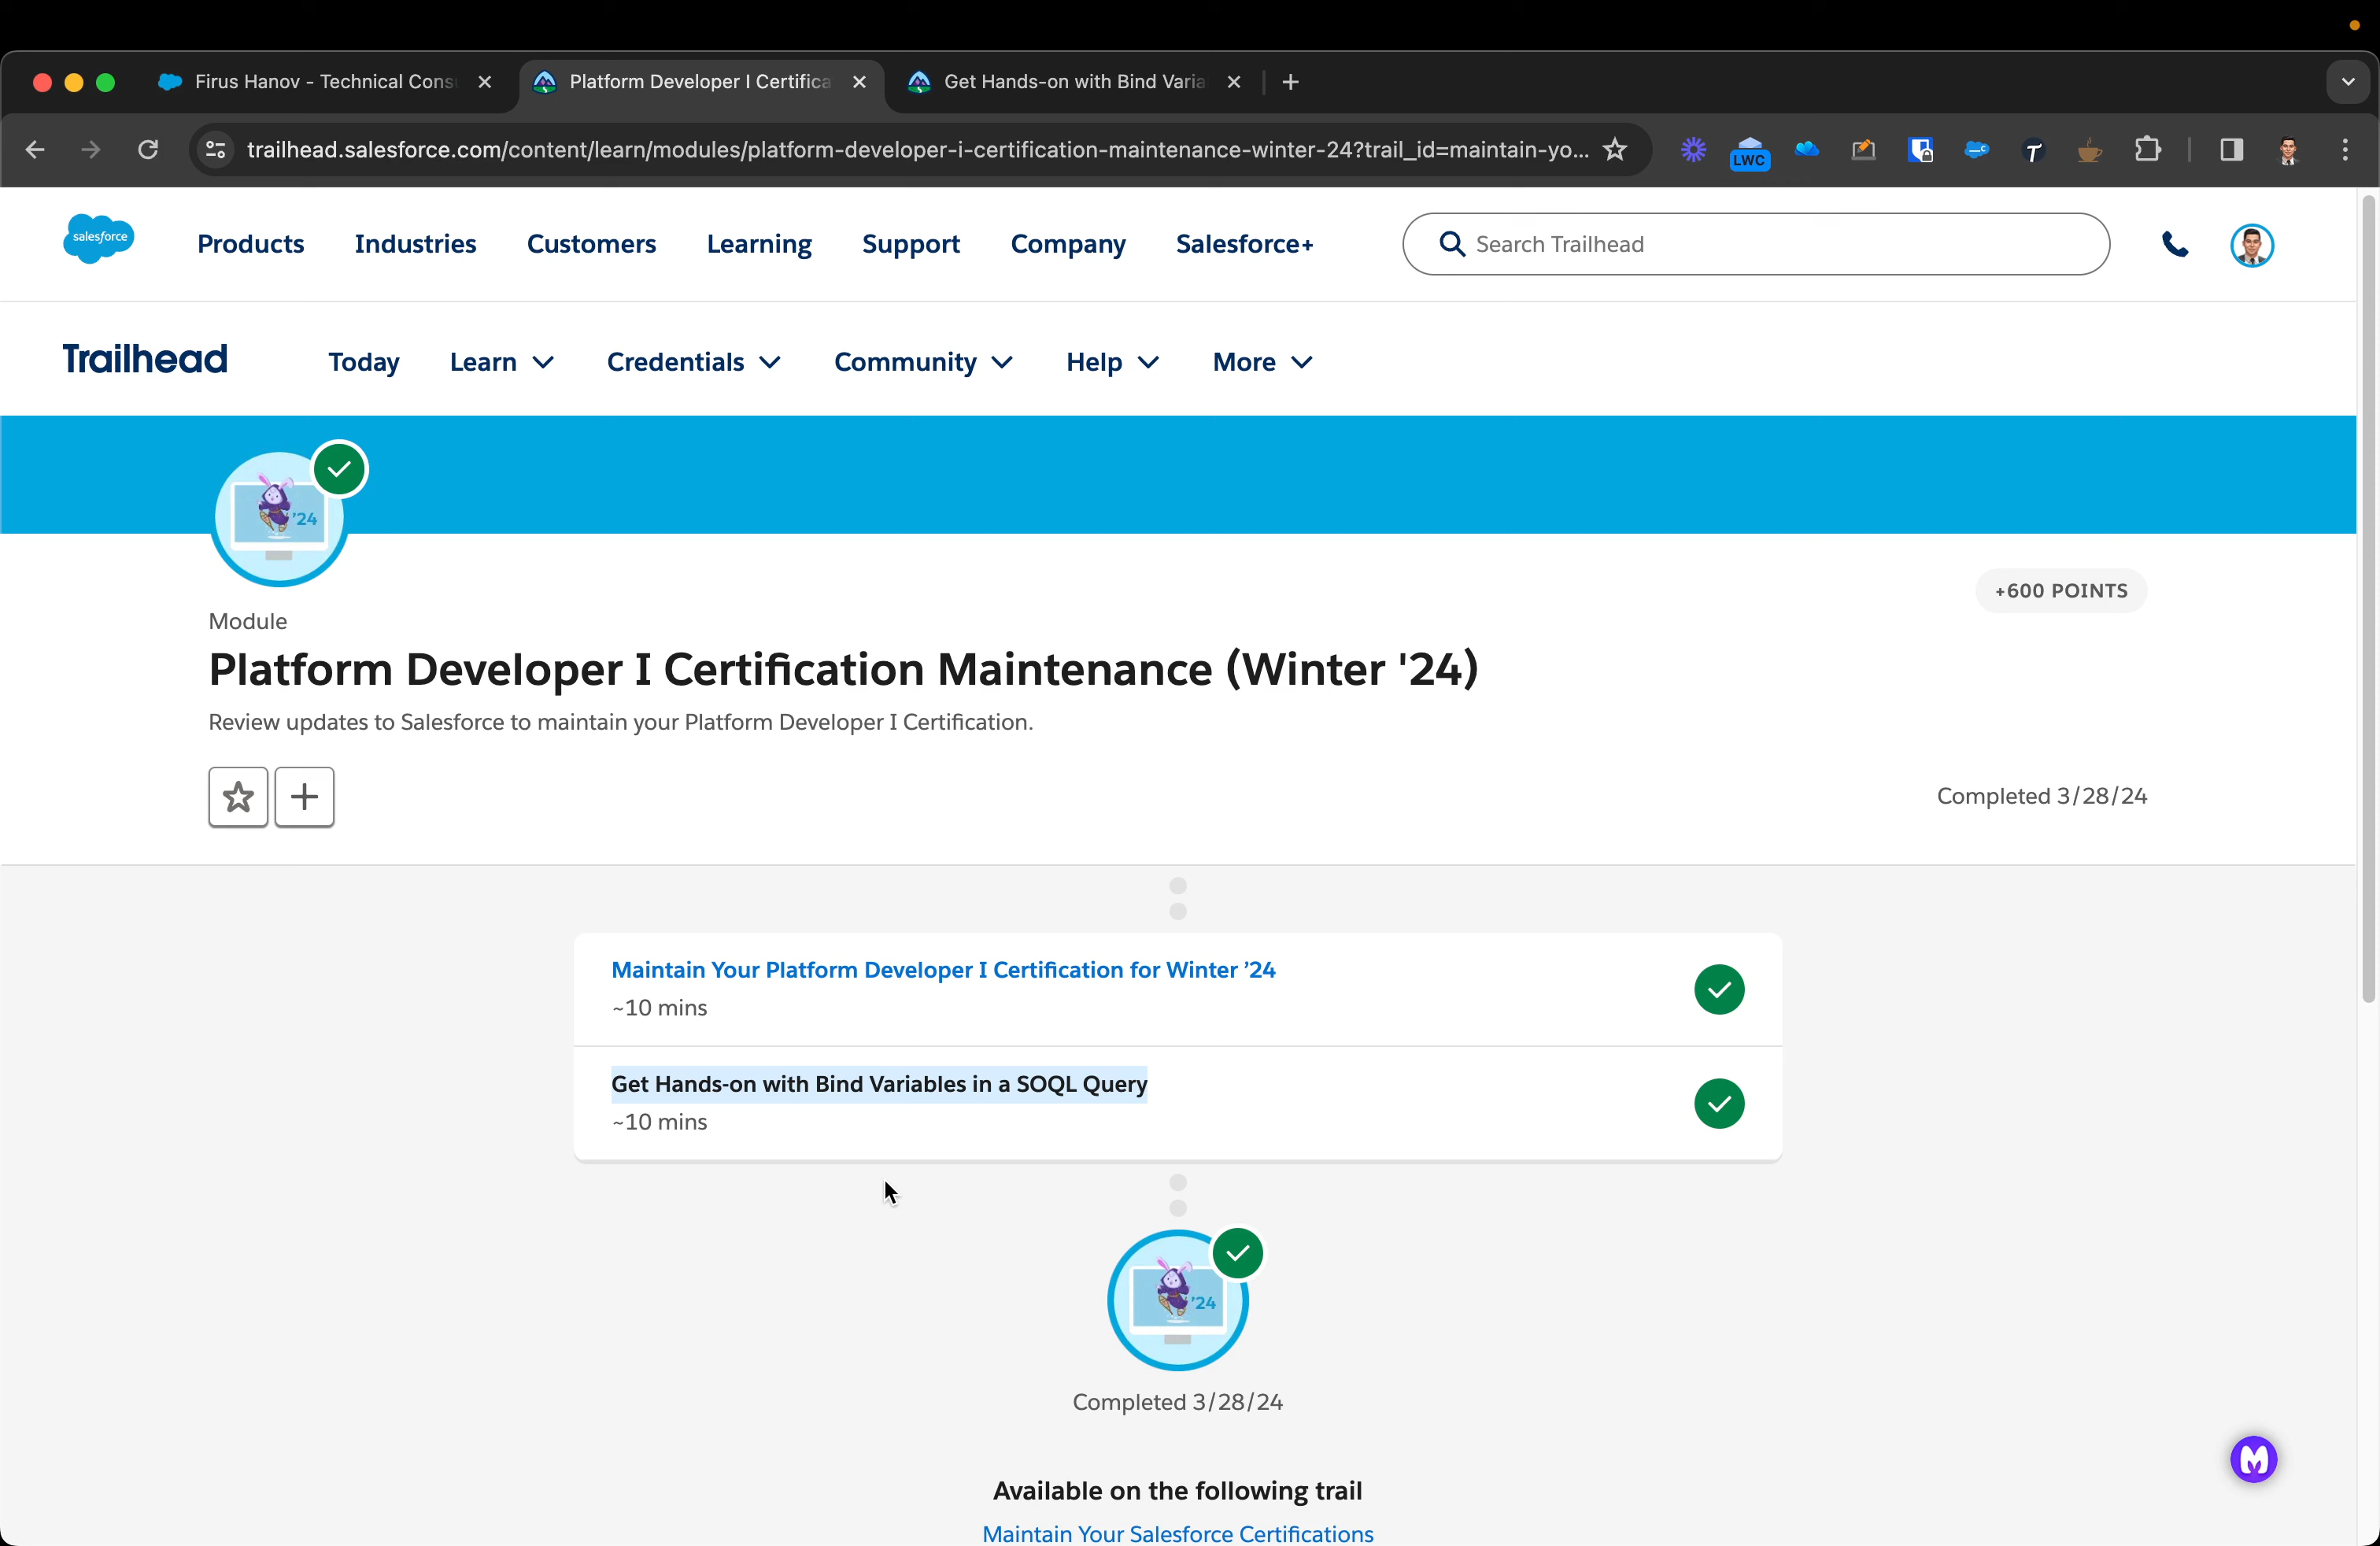 Firus Hanov - Technical Cons
Platform Developer I Certifica
Get Hands-on with Bind Varia
trailhead.salesforce.com/content/learn/modules/platform-developer-i-certification-maintenance-winter-24?trail_id=maintain-yo...
LWC
salesforce
Products
Industries
Customers
Learning
Support
Company
Salesforce+
Search Trailhead
Trailhead
Today
Learn
Credentials
Community
Help
More
'24
+600 POINTS
Module
Platform Developer I Certification Maintenance (Winter '24)
Review updates to Salesforce to maintain your Platform Developer I Certification.
Completed 3/28/24
Maintain Your Platform Developer I Certification for Winter ’24
~10 mins
Get Hands-on with Bind Variables in a SOQL Query
~10 mins
'24
Completed 3/28/24
Available on the following trail
Maintain Your Salesforce Certifications